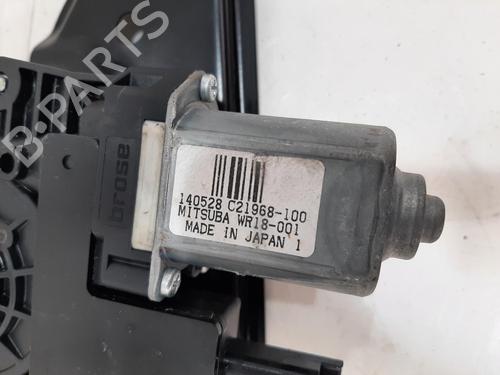 B-PARTS
brose
140528 C21968-100
MITSUBA WR18-001
MADE IN JAPAN 1